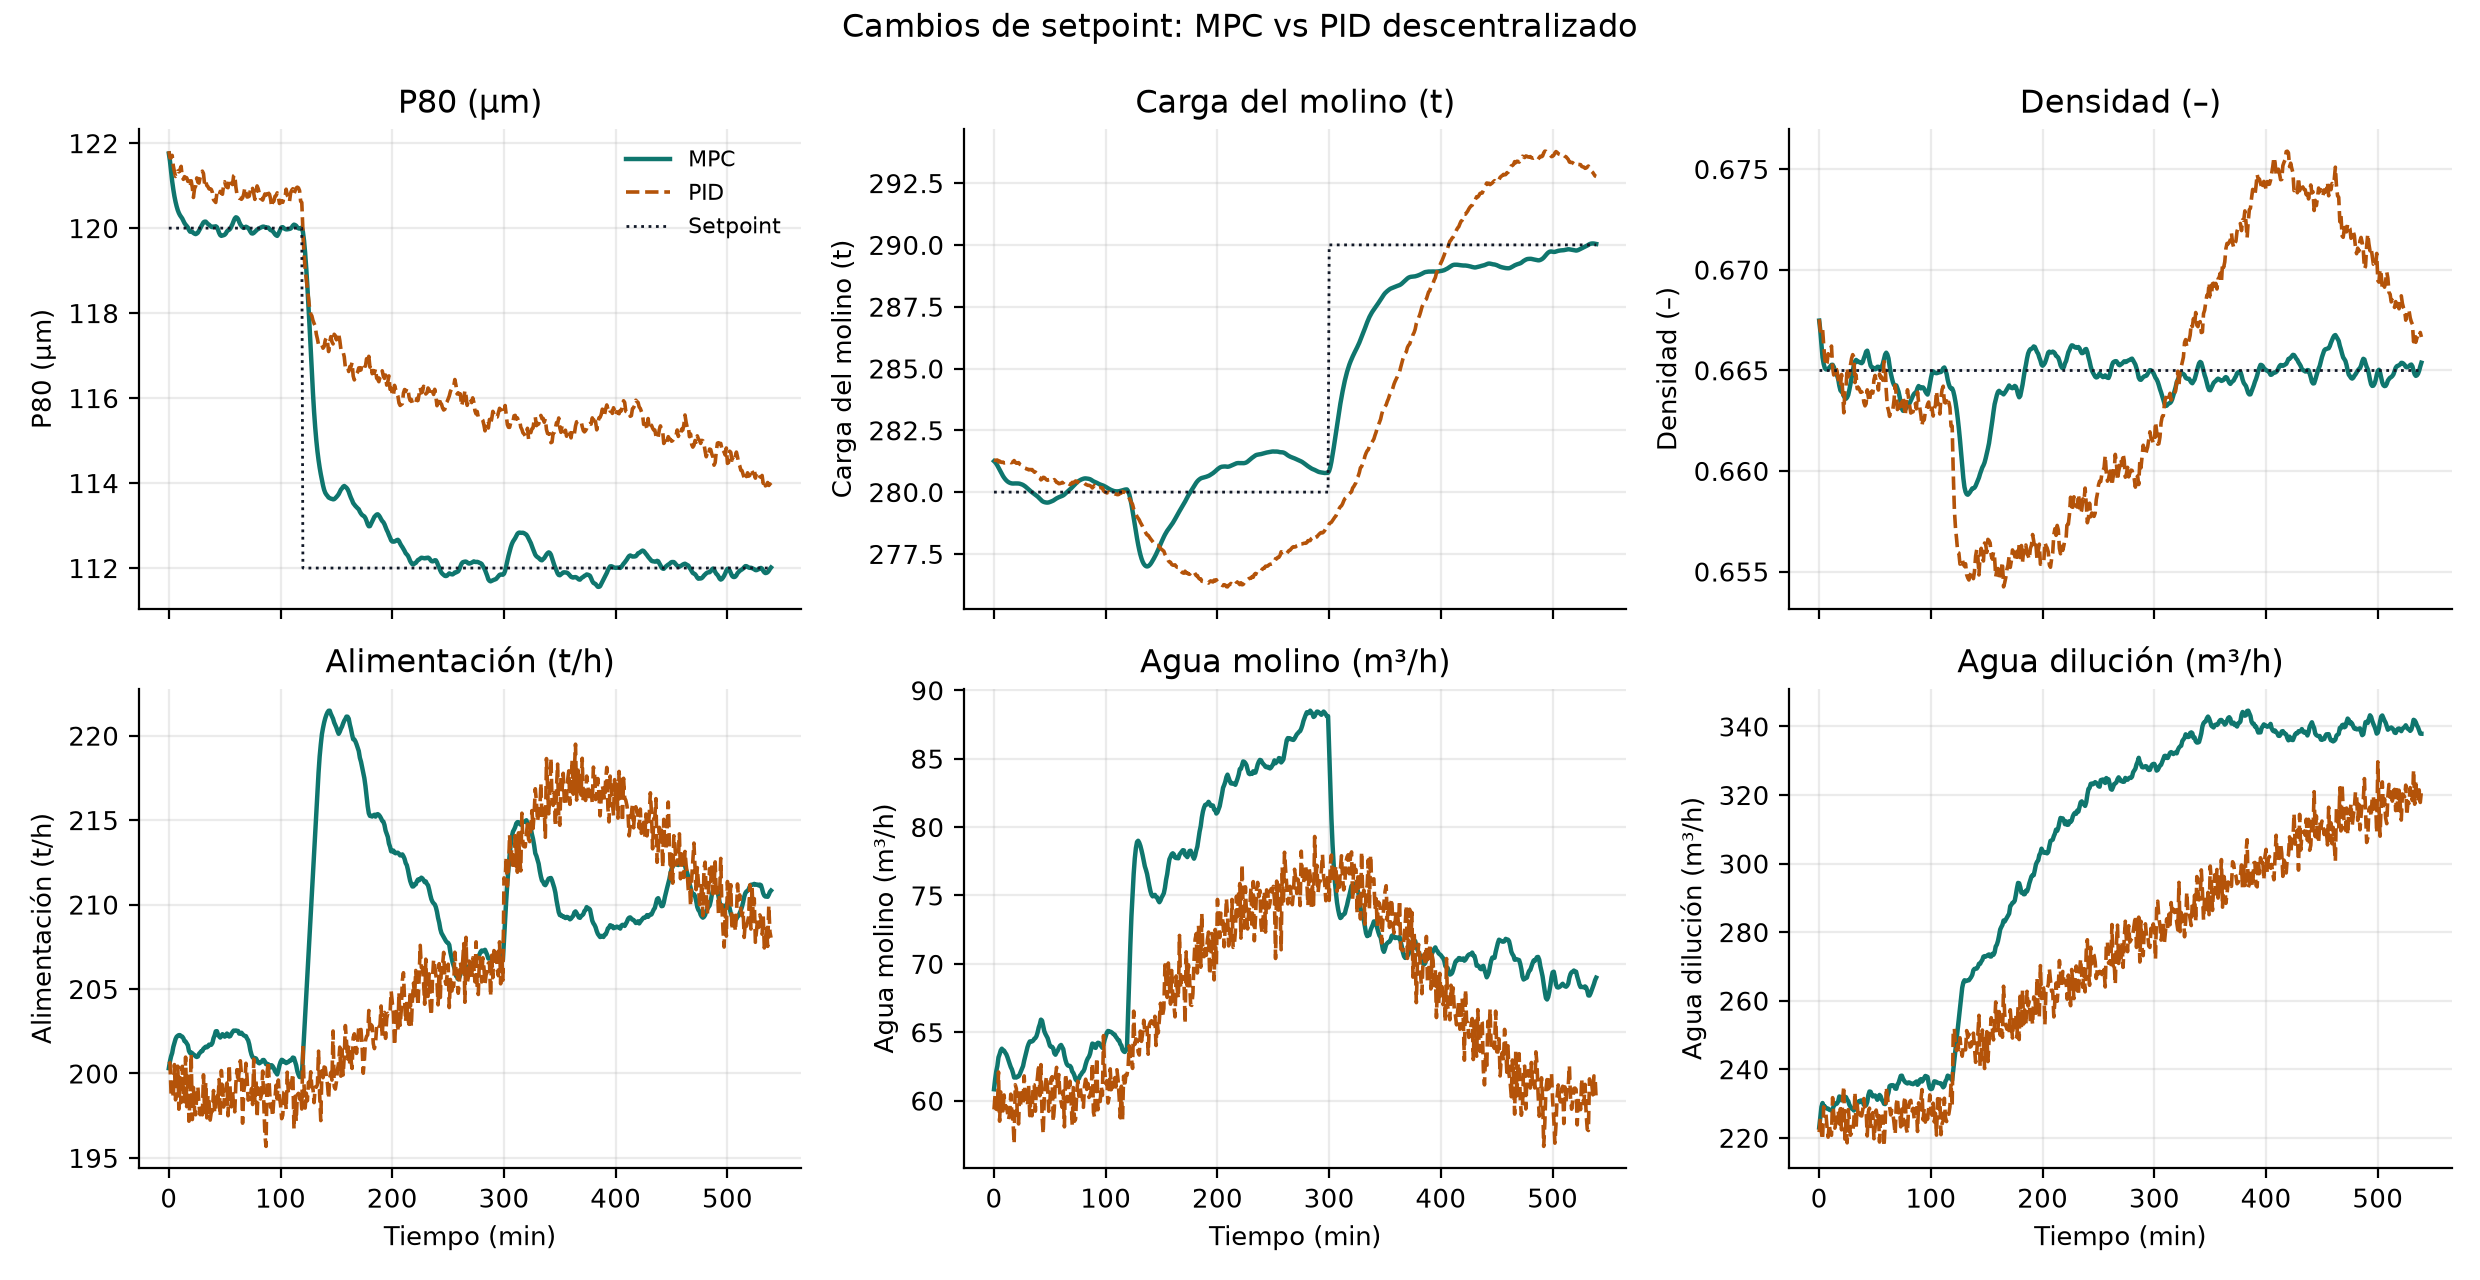 Cambios de setpoint: MPC vs PID descentralizado
P80 (µm)
122
120
118
116
114
112
P80 (µm)
MPC
PID
Setpoint
Carga del molino (t)
292.5
290.0
287.5
285.0
282.5
280.0
277.5
Carga del molino (t)
Densidad (–)
0.675
0.670
0.665
0.660
0.655
Densidad (–)
Alimentación (t/h)
220
215
210
205
200
195
Alimentación (t/h)
0 100 200 300 400 500
Tiempo (min)
Agua molino (m³/h)
90
85
80
75
70
65
60
Agua molino (m³/h)
0 100 200 300 400 500
Tiempo (min)
Agua dilución (m³/h)
340
320
300
280
260
240
220
Agua dilución (m³/h)
0 100 200 300 400 500
Tiempo (min)